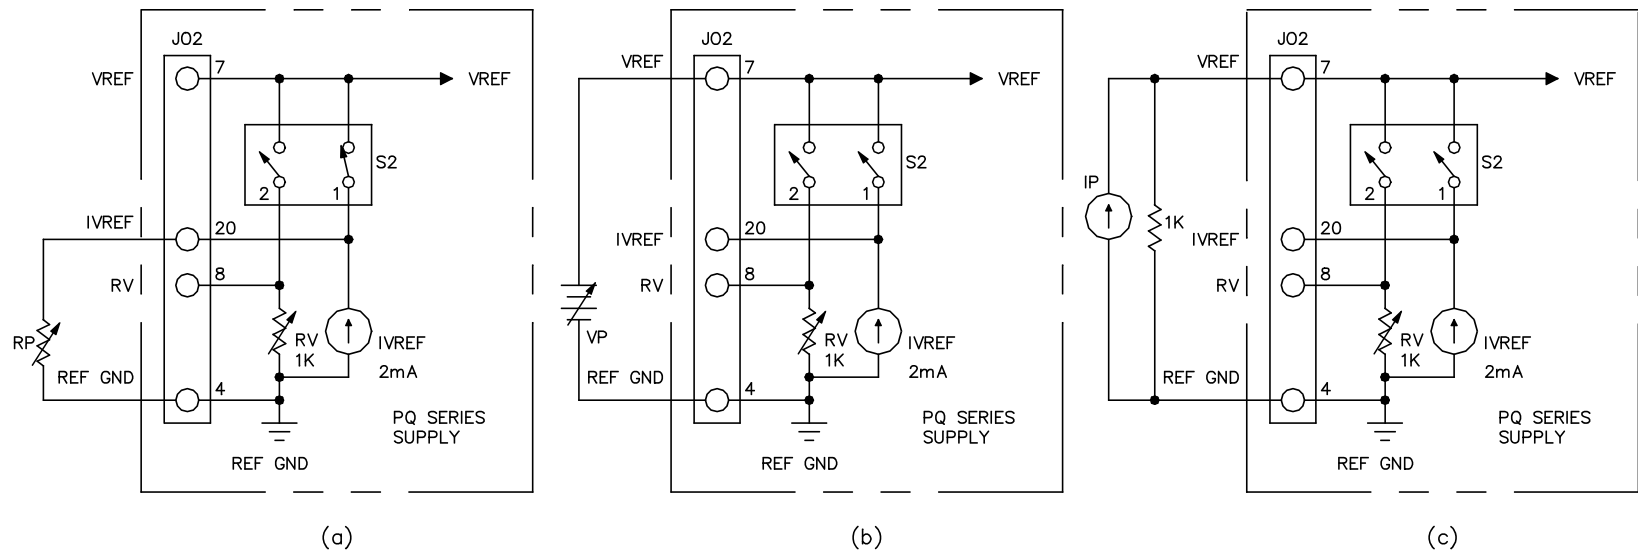 JO2
VREF
7
VREF
S2
2
1
IVREF
20
RV
8
RP
RV
1K
IVREF
2mA
REF GND
4
PQ SERIES
SUPPLY
REF GND
(a)
JO2
VREF
7
VREF
S2
2
1
IVREF
20
RV
8
VP
RV
1K
IVREF
2mA
REF GND
4
PQ SERIES
SUPPLY
REF GND
(b)
JO2
VREF
7
VREF
S2
2
1
IP
1K
IVREF
20
RV
8
RV
1K
IVREF
2mA
REF GND
4
PQ SERIES
SUPPLY
REF GND
(c)